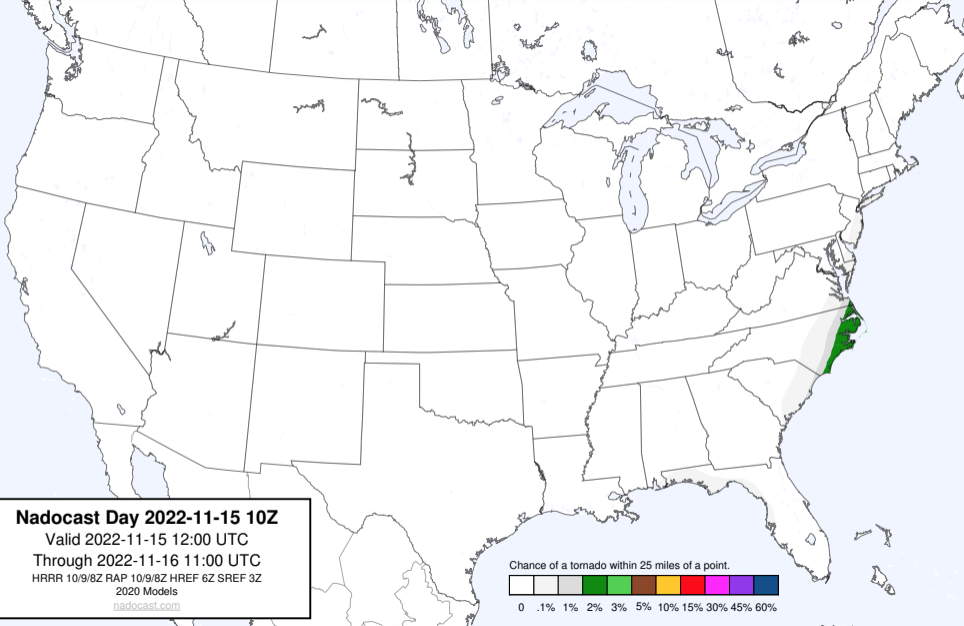 Nadocast Day 2022-11-15 10Z
Valid 2022-11-15 12:00 UTC
Through 2022-11-16 11:00 UTC
HRRR 10/9/8Z RAP 10/9/8Z HREF 6Z SREF 3Z
2020 Models
nadocast.com
Chance of a tornado within 25 miles of a point.
0 .1% 1% 2% 3% 5% 10% 15% 30% 45% 60%